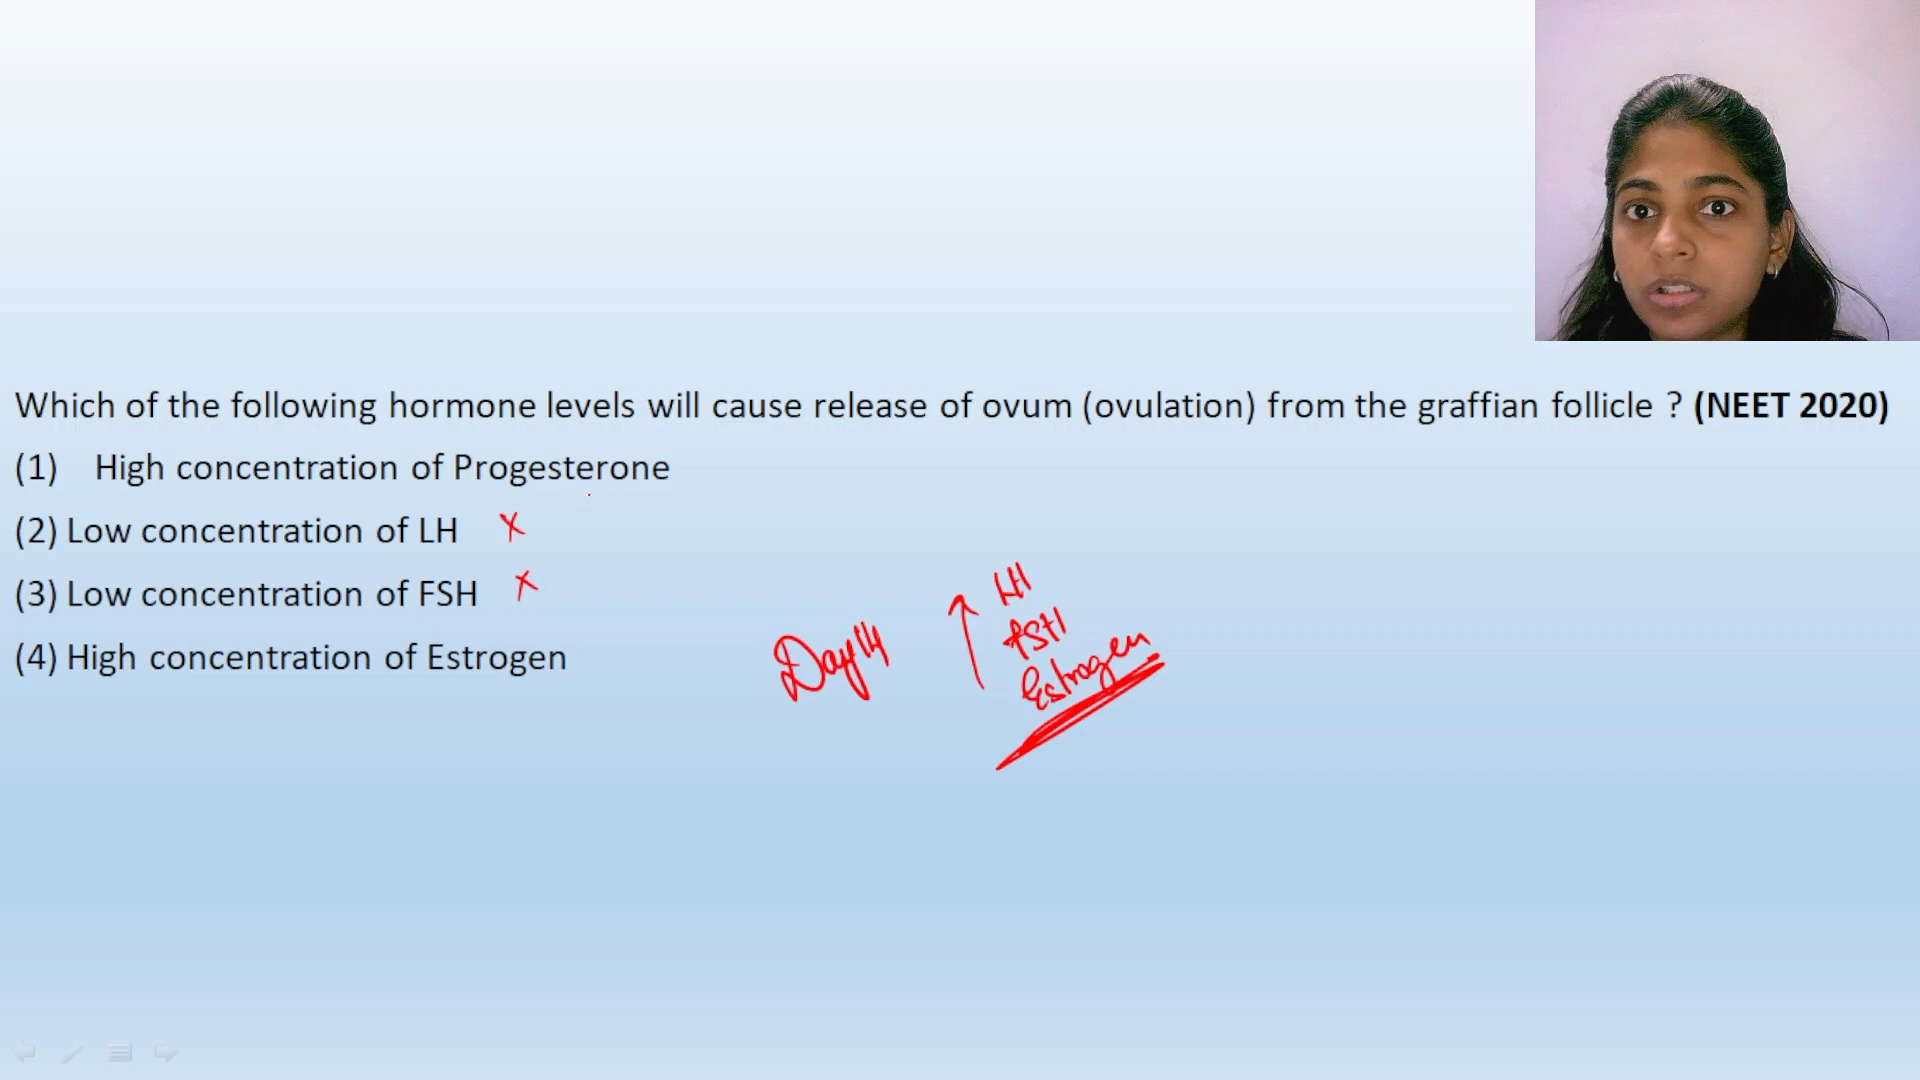 Which of the following hormone levels will cause release of ovum (ovulation) from the graffian follicle ? (NEET 2020)
(1) High concentration of Progesterone
(2) Low concentration of LH x
(3) Low concentration of FSH x
(4) High concentration of Estrogen
Day 14 ↑ LH
FSH
Estrogen